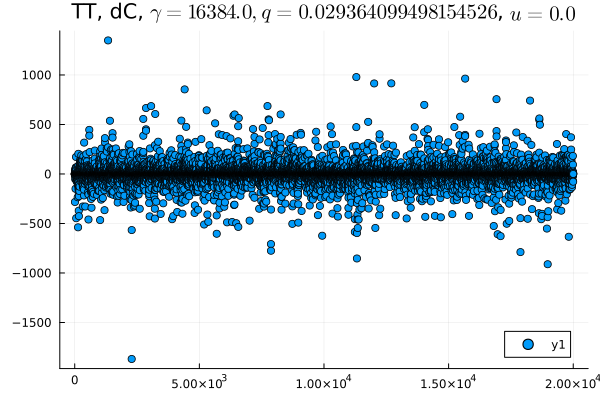 TT, dC, γ = 16384.0, q = 0.029364099498154526, u = 0.0
1000
500
0
−500
−1000
−1500
0 5.00×10³ 1.00×10⁴ 1.50×10⁴ 2.00×10⁴
y1